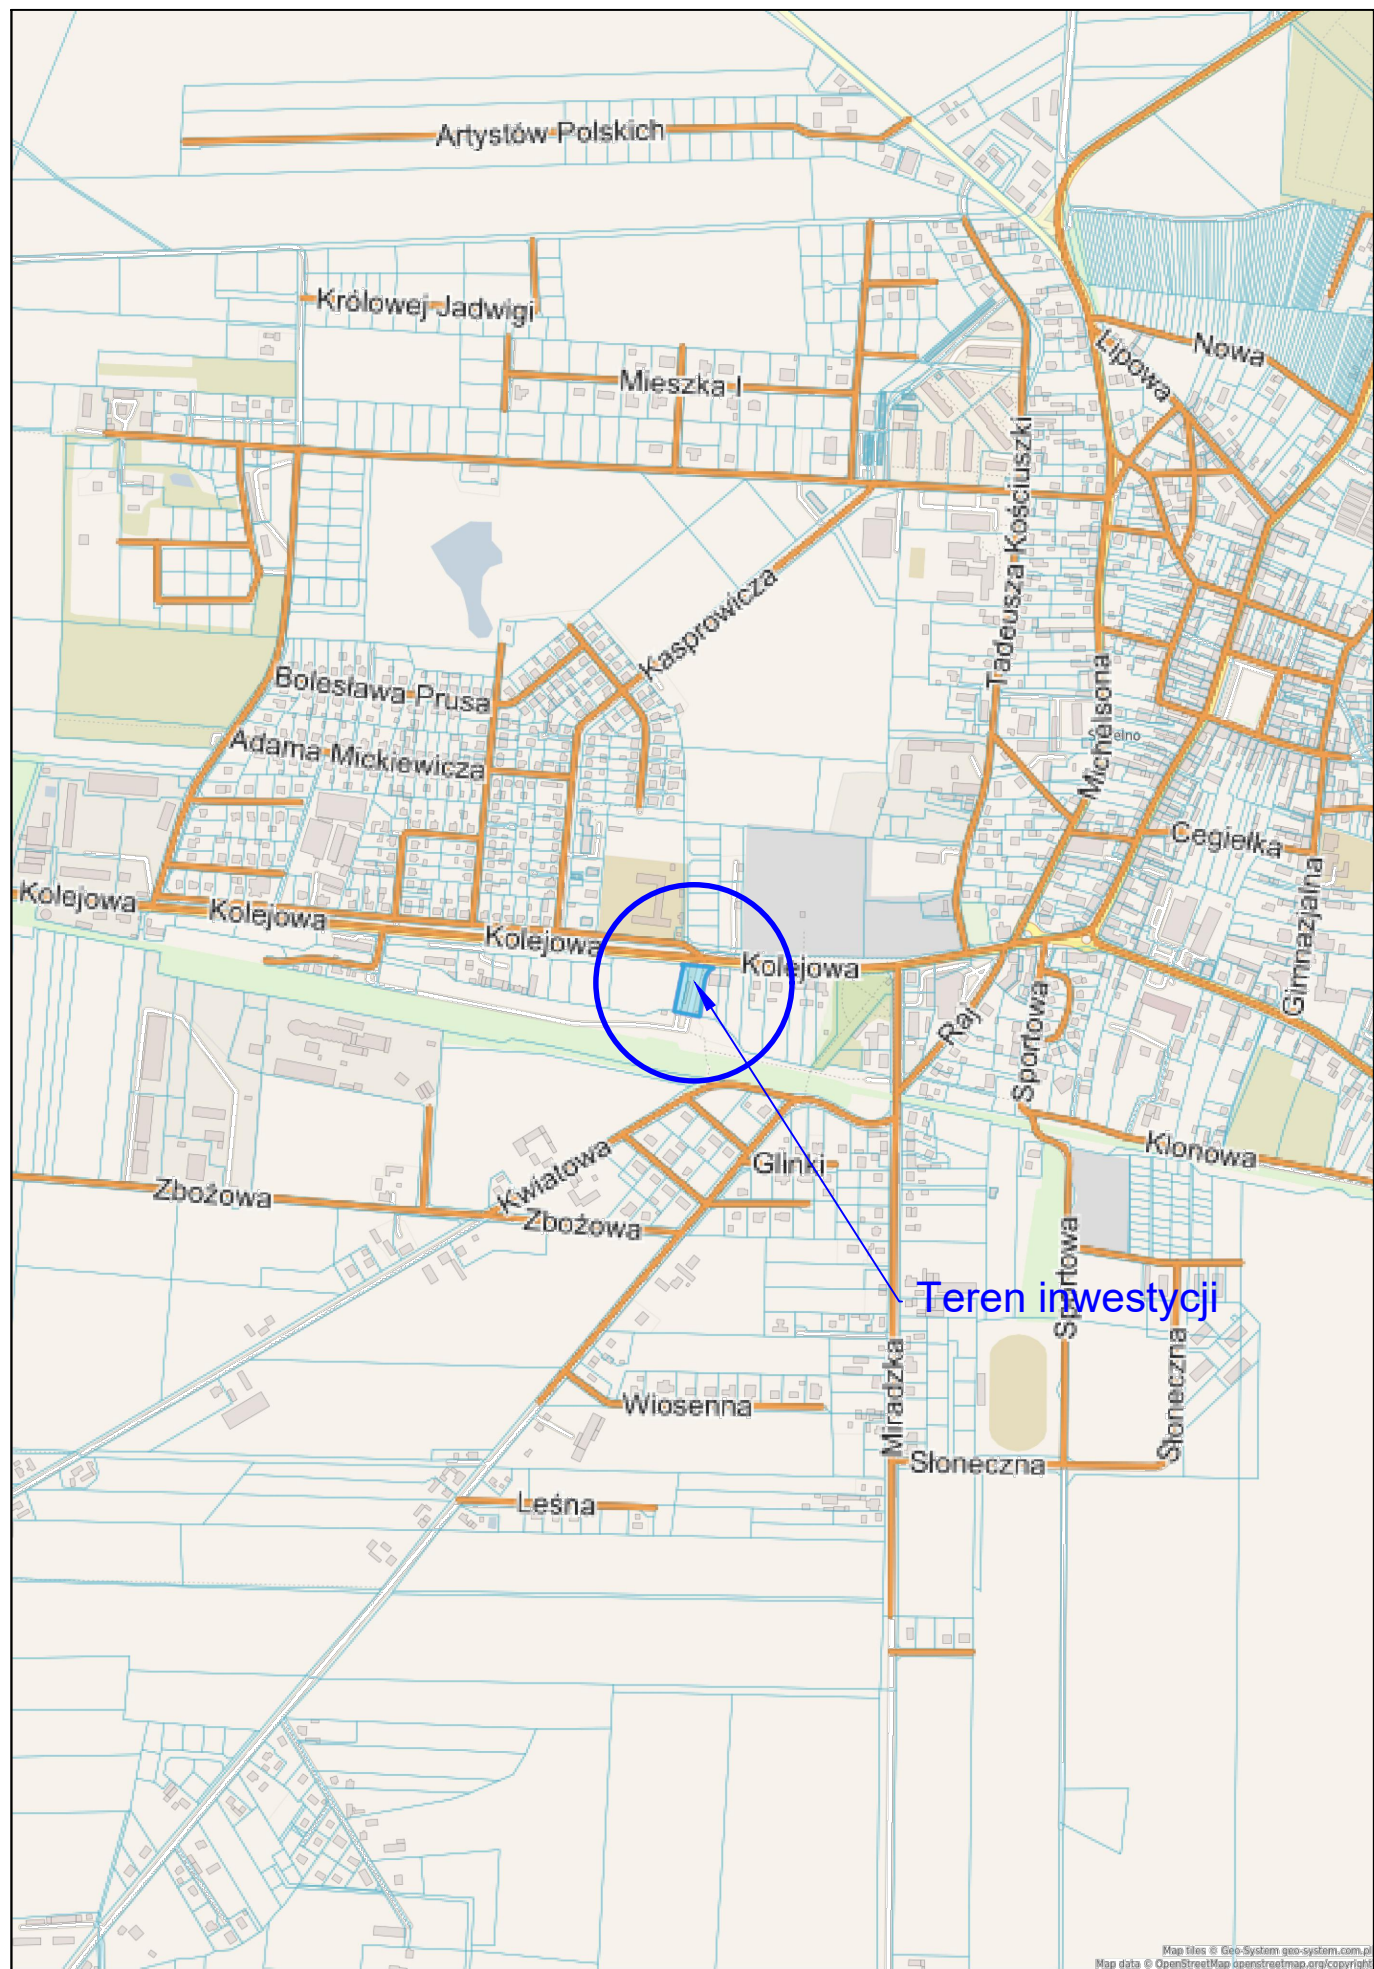 Artystów Polskich
Królowej Jadwigi
Nowa
Lipowa
Mieszka I
Tadeusza Kościuszki
Kasprowicza
Michelsona
Bolesława Prusa
Adama Mickiewicza
Cegiełka
Gimnazjalna
Kolejowa
Kolejowa
Kolejowa
Kolejowa
Raj
Sportowa
Klonowa
Glinki
Kwiatowa
Zbożowa
Zbożowa
Teren inwestycji
Sportowa
Słoneczna
Miradzka
Wiosenna
Słoneczna
Leśna
Map tiles © Geo-System geo-system.com.pl
Map data © OpenStreetMap openstreetmap.org/copyright